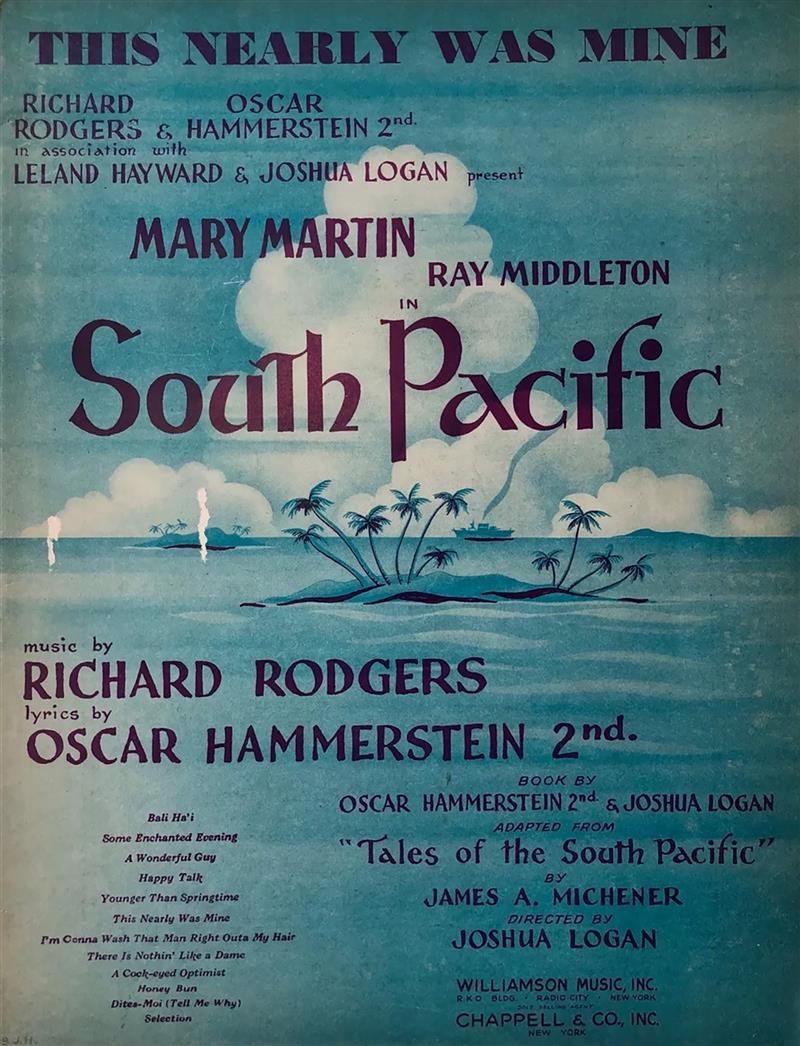 THIS NEARLY WAS MINE
RICHARD OSCAR
RODGERS & HAMMERSTEIN 2nd.
in association with
LELAND HAYWARD & JOSHUA LOGAN present
MARY MARTIN
RAY MIDDLETON
IN
South Pacific
music by
RICHARD RODGERS
lyrics by
OSCAR HAMMERSTEIN 2nd.
BOOK BY
OSCAR HAMMERSTEIN 2nd. & JOSHUA LOGAN
ADAPTED FROM
"Tales of the South Pacific"
BY
JAMES A. MICHENER
DIRECTED BY
JOSHUA LOGAN
Bali Ha'i
Some Enchanted Evening
A Wonderful Guy
Happy Talk
Younger Than Springtime
This Nearly Was Mine
I'm Gonna Wash That Man Right Outa My Hair
There Is Nothin' Like a Dame
A Cock-eyed Optimist
Honey Bun
Dites-Moi (Tell Me Why)
Selection
WILLIAMSON MUSIC, INC.
RKO BLDG. · RADIO CITY · NEW YORK
SOLE SELLING AGENT
CHAPPELL & CO., INC.
NEW YORK
B.J.H.